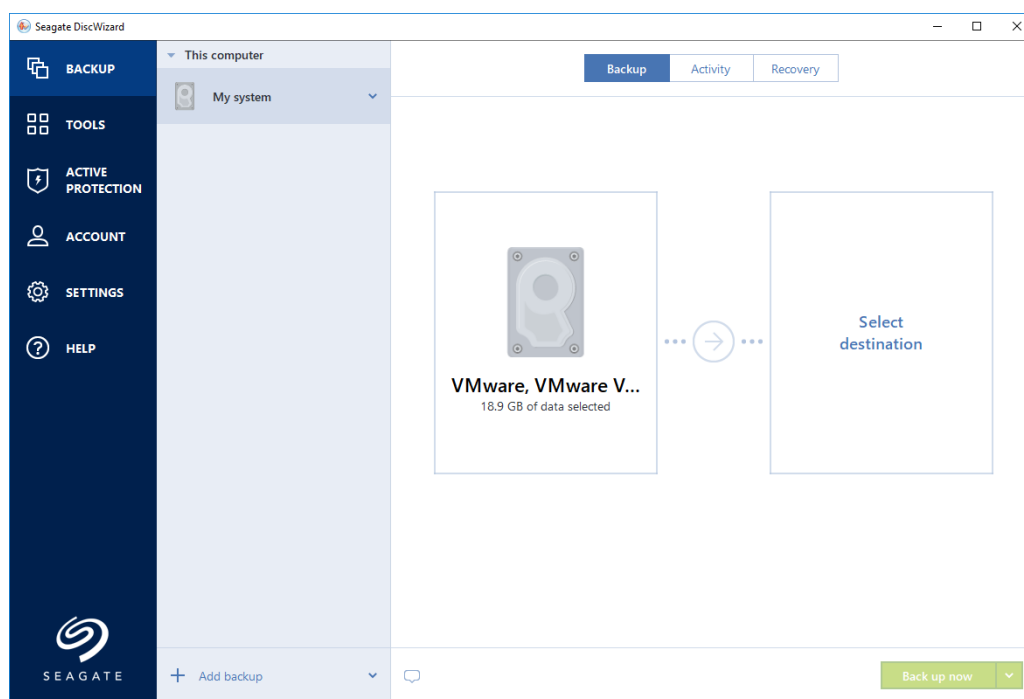 Seagate DiscWizard
BACKUP
TOOLS
ACTIVE
PROTECTION
ACCOUNT
SETTINGS
HELP
SEAGATE
This computer
My system
Add backup
Backup
Activity
Recovery
VMware, VMware V...
18.9 GB of data selected
Select
destination
Back up now